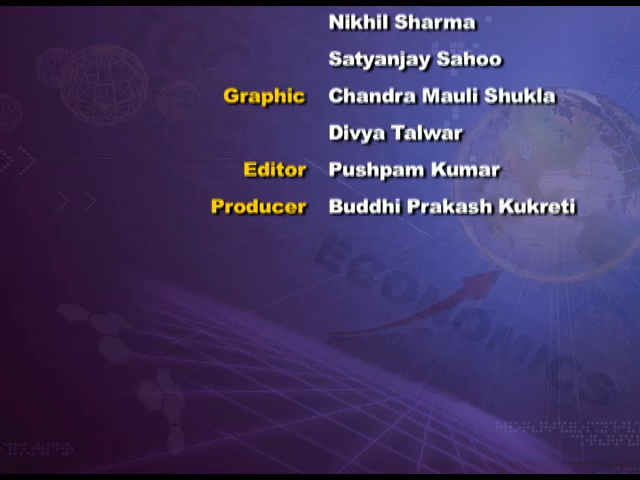 Nikhil Sharma
Satyanjay Sahoo
Graphic Chandra Mauli Shukla
Divya Talwar
Editor Pushpam Kumar
Producer Buddhi Prakash Kukreti
ECONOMICS